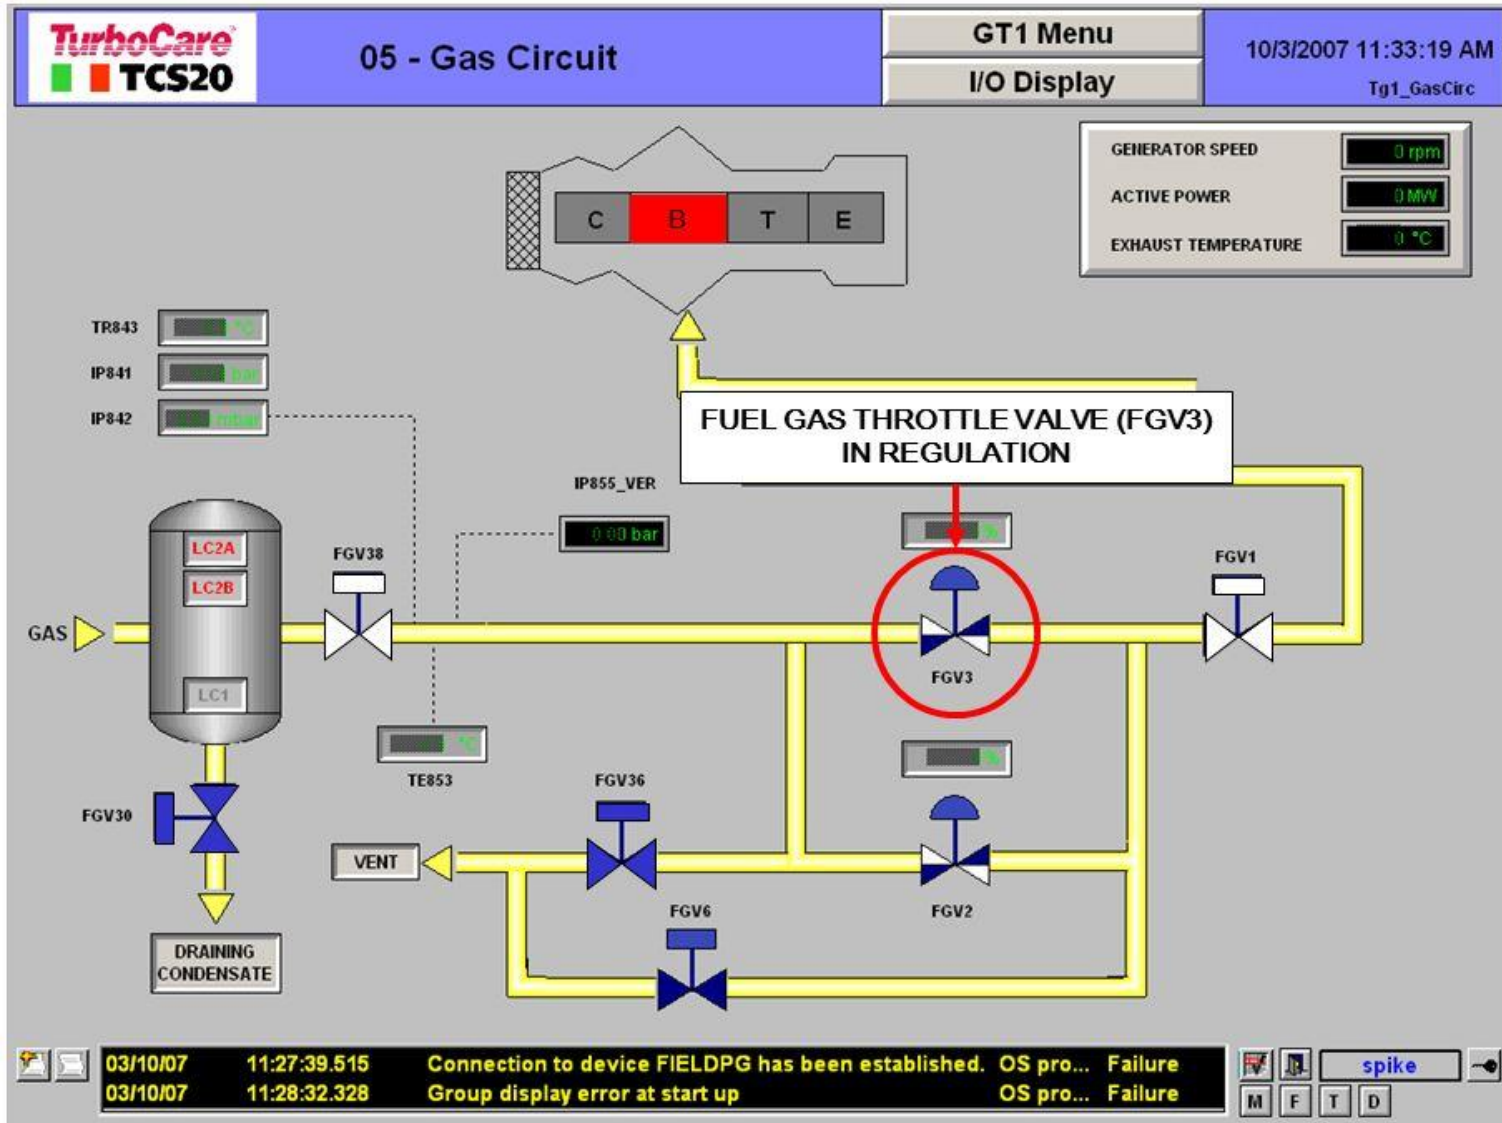 TurboCare
TCS20
05 - Gas Circuit
GT1 Menu
I/O Display
10/3/2007 11:33:19 AM
Tg1_GasCirc
GENERATOR SPEED
0 rpm
ACTIVE POWER
0 MW
EXHAUST TEMPERATURE
0 °C
C B T E
TR843
°C
IP841
bar
IP842
mbar
FUEL GAS THROTTLE VALVE (FGV3)
IN REGULATION
IP855_VER
0.00 bar
%
LC2A
LC2B
LC1
FGV38
FGV1
GAS
FGV3
°C
TE853
%
FGV36
FGV30
VENT
FGV2
FGV6
DRAINING
CONDENSATE
03/10/07 11:27:39.515 Connection to device FIELDPG has been established. OS pro... Failure
03/10/07 11:28:32.328 Group display error at start up OS pro... Failure
spike
M F T D